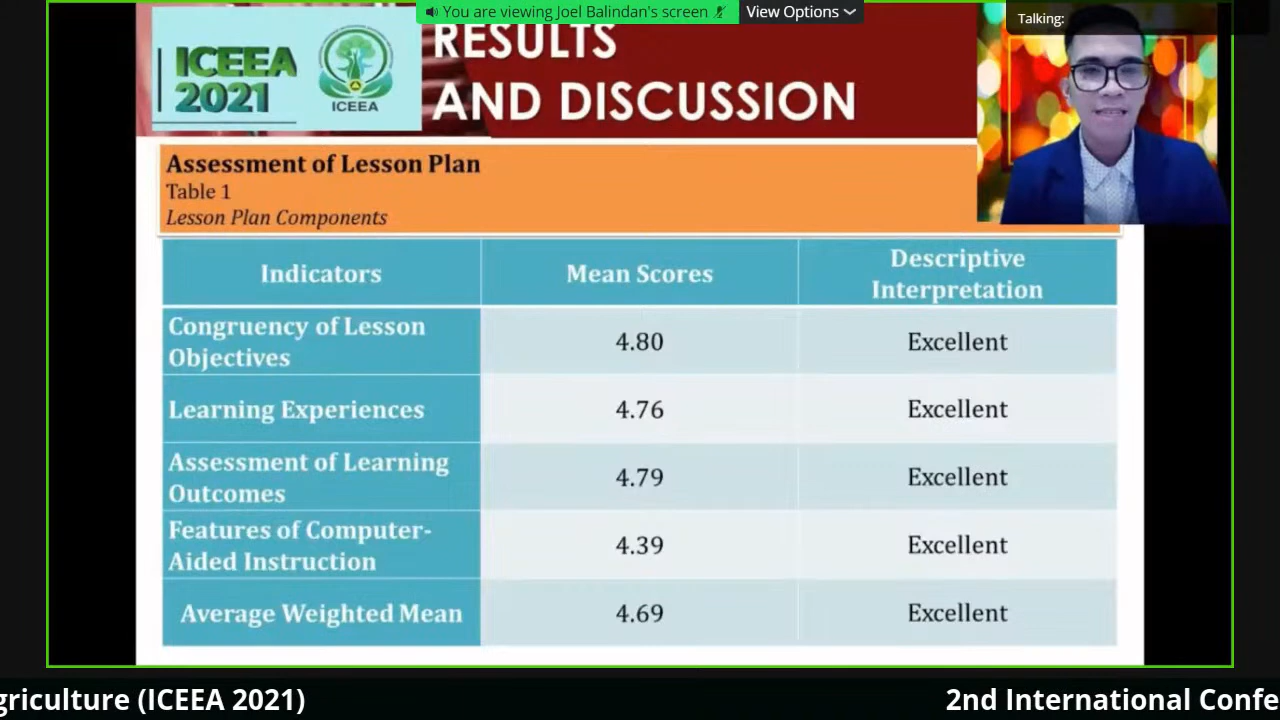 You are viewing Joel Balindan's screen
View Options
Talking:
ICEEA
2021
ICEEA
RESULTS
AND DISCUSSION
Assessment of Lesson Plan
Table 1
Lesson Plan Components
Indicators Mean Scores Descriptive Interpretation
Congruency of Lesson Objectives 4.80 Excellent
Learning Experiences 4.76 Excellent
Assessment of Learning Outcomes 4.79 Excellent
Features of Computer-Aided Instruction 4.39 Excellent
Average Weighted Mean 4.69 Excellent
griculture (ICEEA 2021) 2nd International Confe